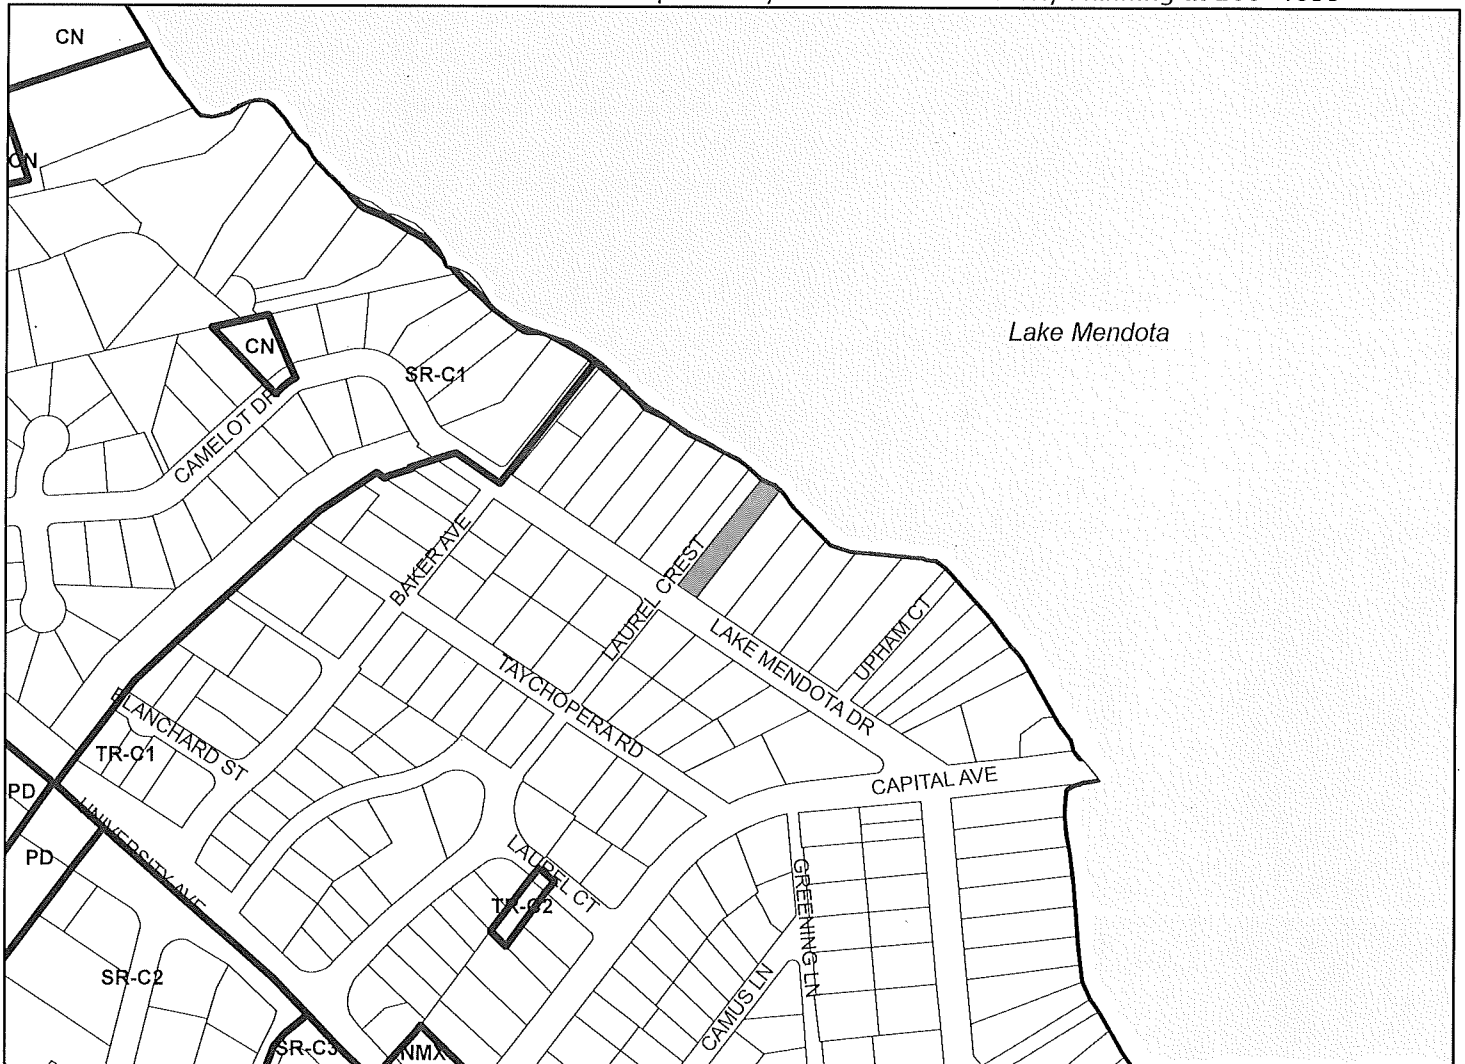 CN
CN
Lake Mendota
CN
SR-C1
CAMELOT DR
BAKER AVE
LAUREL CREST
UPHAM CT
LAKE MENDOTA DR
TAYCHOPERA RD
BLANCHARD ST
TR-C1
CAPITAL AVE
PD
UNIVERSITY AVE
PD
LAUREL CT
TR-C2
GREENING LN
SR-C2
CAMUS LN
SR-C3
NMX